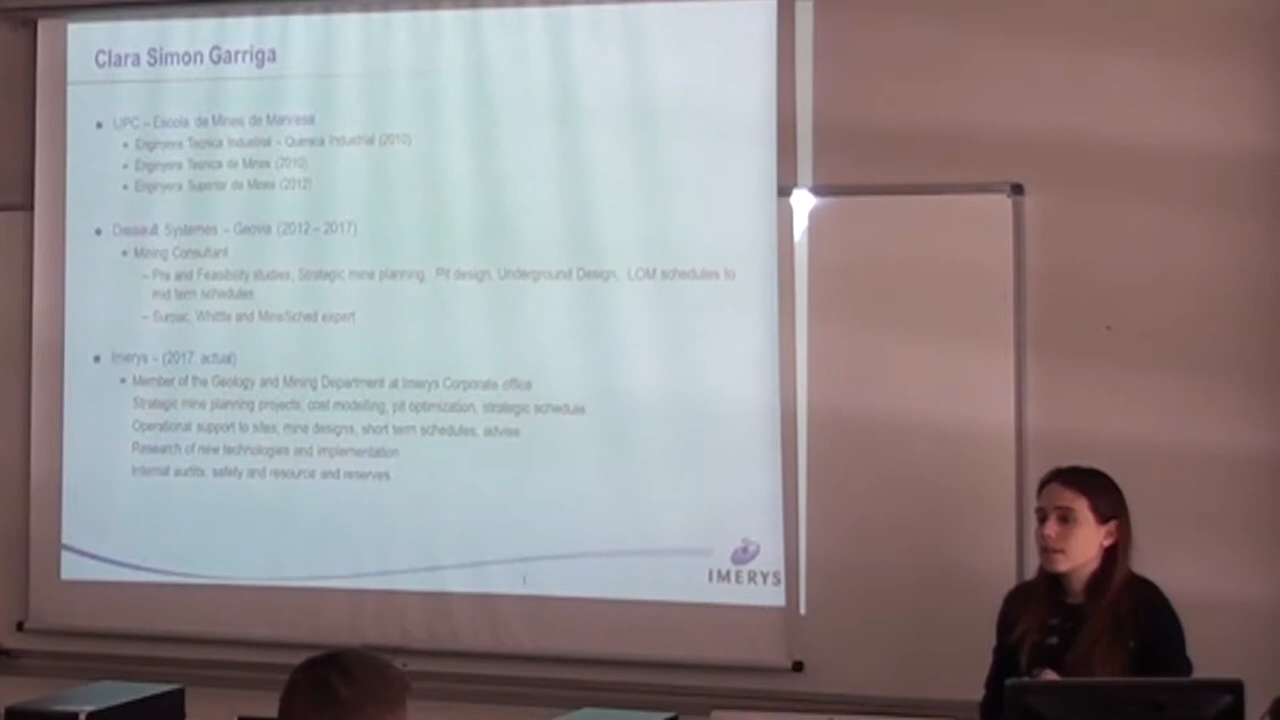 Clara Simon Garriga
UPC – Escola de Mines de Manresa
Enginyera Tècnica Industrial – Química Industrial (2010)
Enginyera Tècnica de Mines (2010)
Enginyera Superior de Mines (2012)
Dassault Systemes – Geovia (2012 – 2017)
Mining Consultant
Pre and Feasibility studies, Strategic mine planning, Pit design, Underground Design, LOM schedules to
mid term schedules.
Surpac, Whittle and MineSched expert
Imerys – (2017. actual)
Member of the Geology and Mining Department at Imerys Corporate office
Strategic mine planning projects; cost modelling, pit optimization, strategic schedule
Operational support to sites; mine designs, short term schedules, advise
Research of new technologies and implementation
Internal audits; safety and resource and reserves
IMERYS